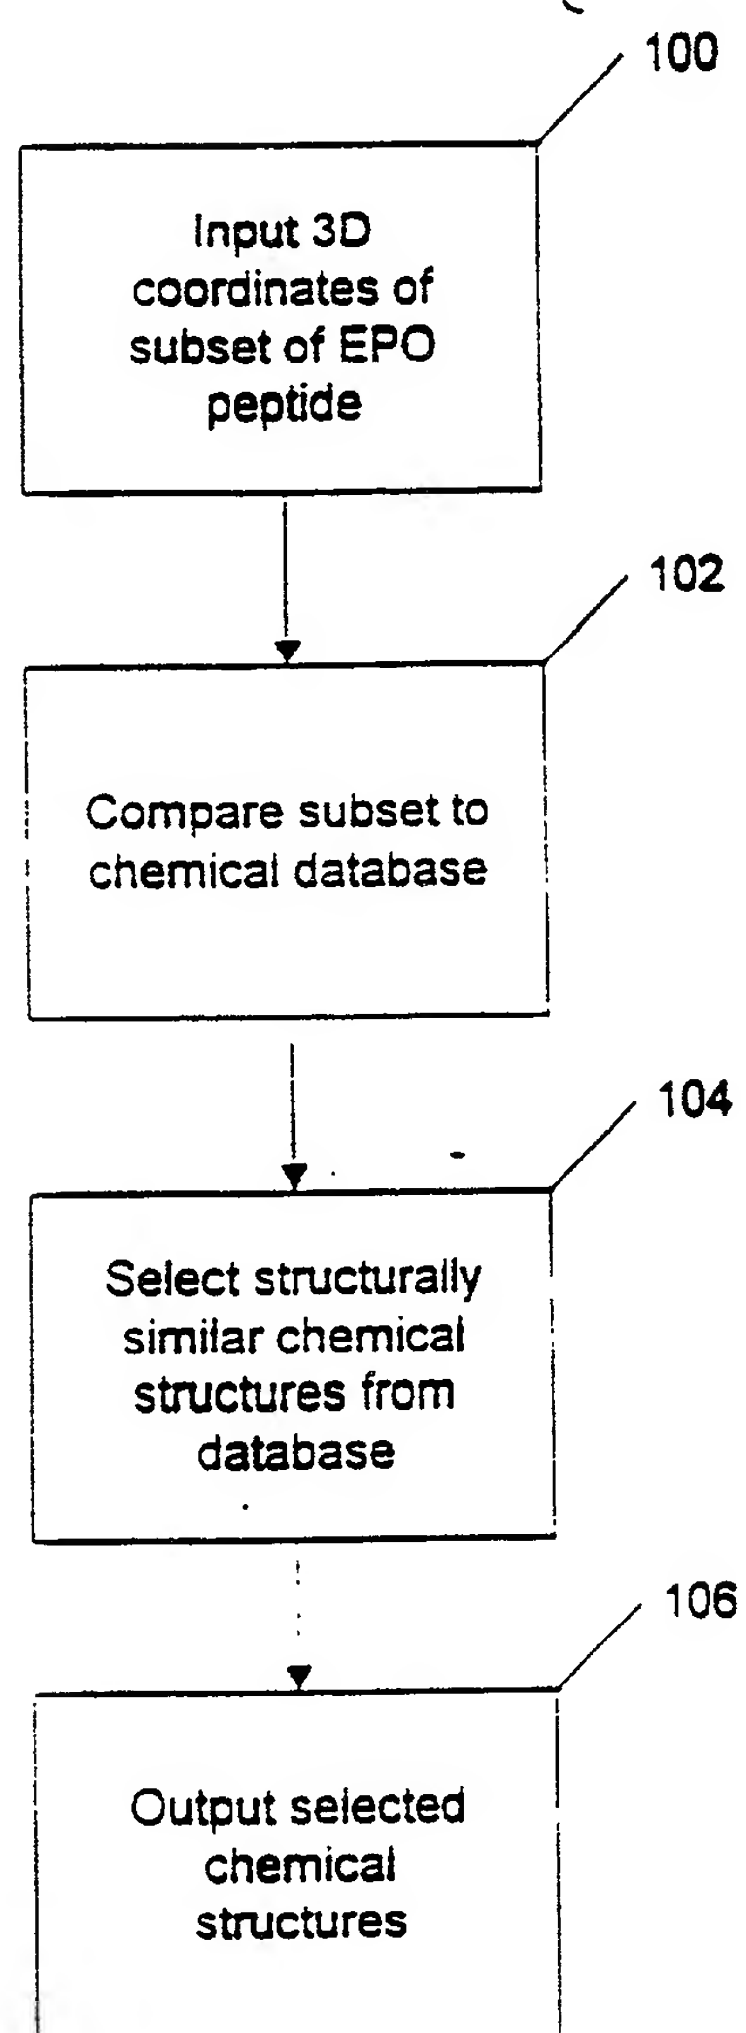 100
Input 3D
coordinates of
subset of EPO
peptide
102
Compare subset to
chemical database
104
Select structurally
similar chemical
structures from
database
106
Output selected
chemical
structures